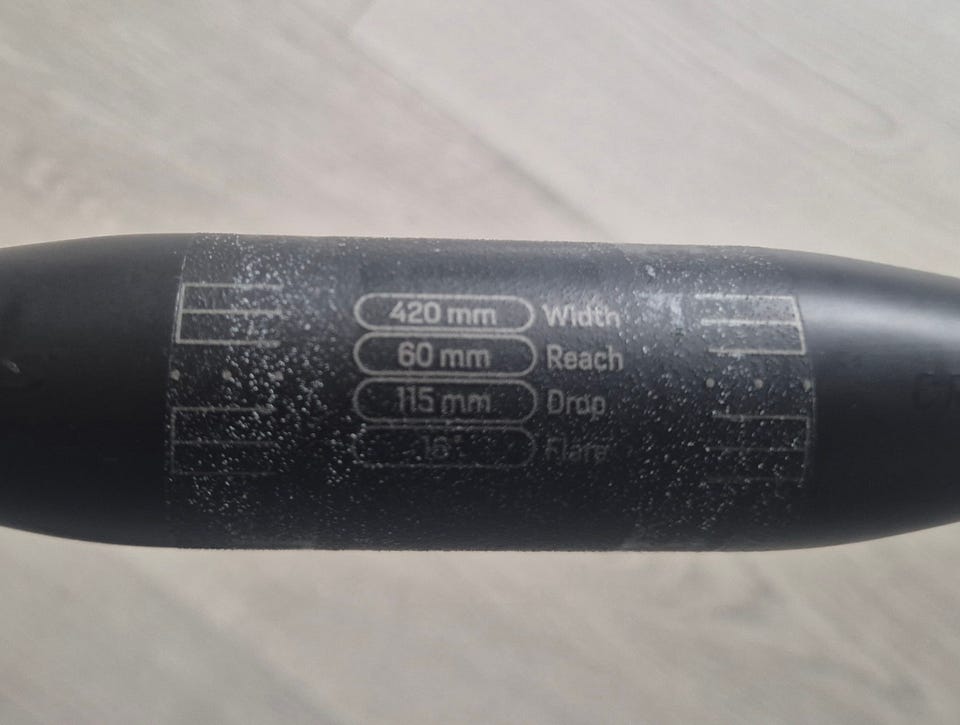 420 mm Width
60 mm Reach
115 mm Drop
16° Flare